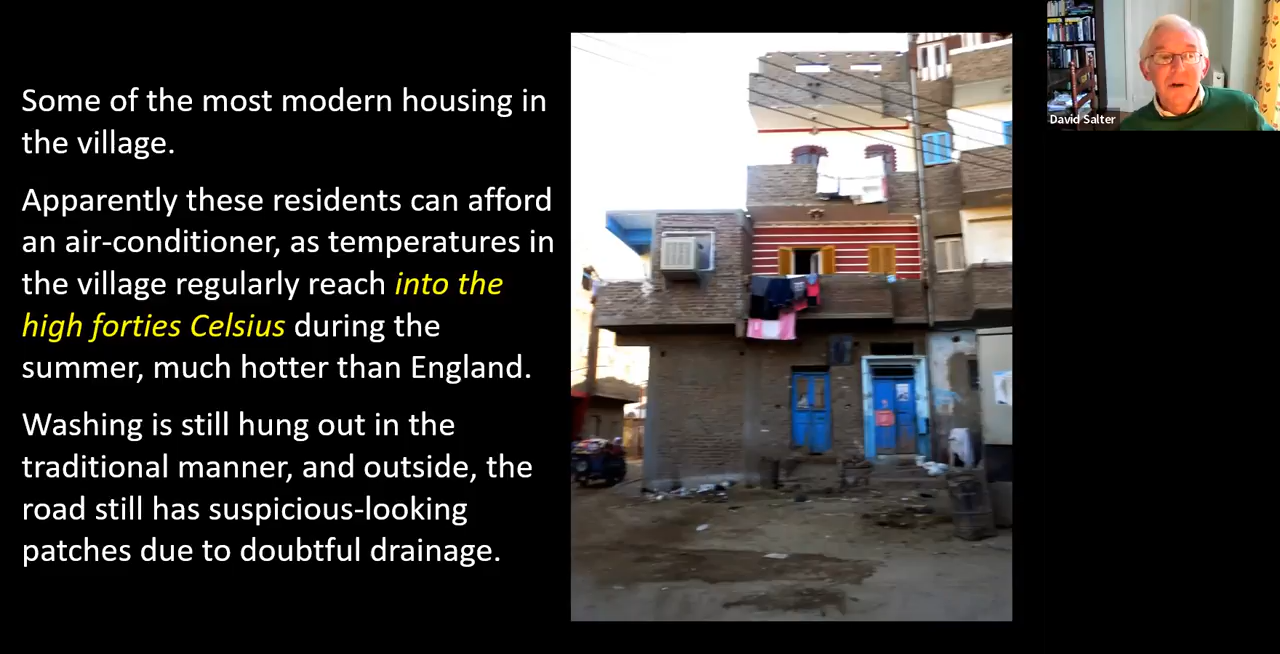 Some of the most modern housing in
the village.
Apparently these residents can afford
an air-conditioner, as temperatures in
the village regularly reach into the
high forties Celsius during the
summer, much hotter than England.
Washing is still hung out in the
traditional manner, and outside, the
road still has suspicious-looking
patches due to doubtful drainage.
David Salter